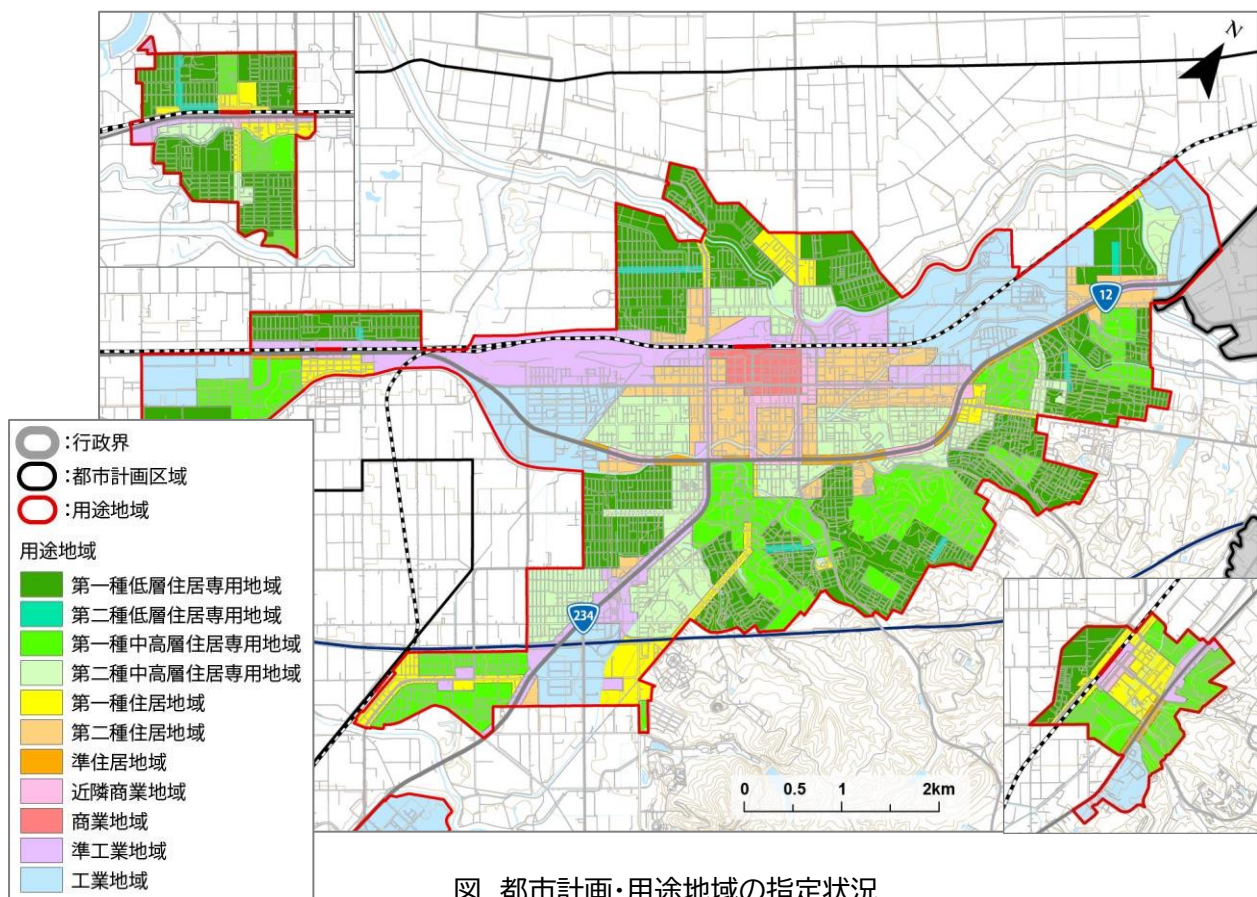 N
12
234
:行政界
:都市計画区域
:用途地域
用途地域
第一種低層住居専用地域
第二種低層住居専用地域
第一種中高層住居専用地域
第二種中高層住居専用地域
第一種住居地域
第二種住居地域
準住居地域
近隣商業地域
商業地域
準工業地域
工業地域
0 0.5 1 2km
図 都市計画・用途地域の指定状況